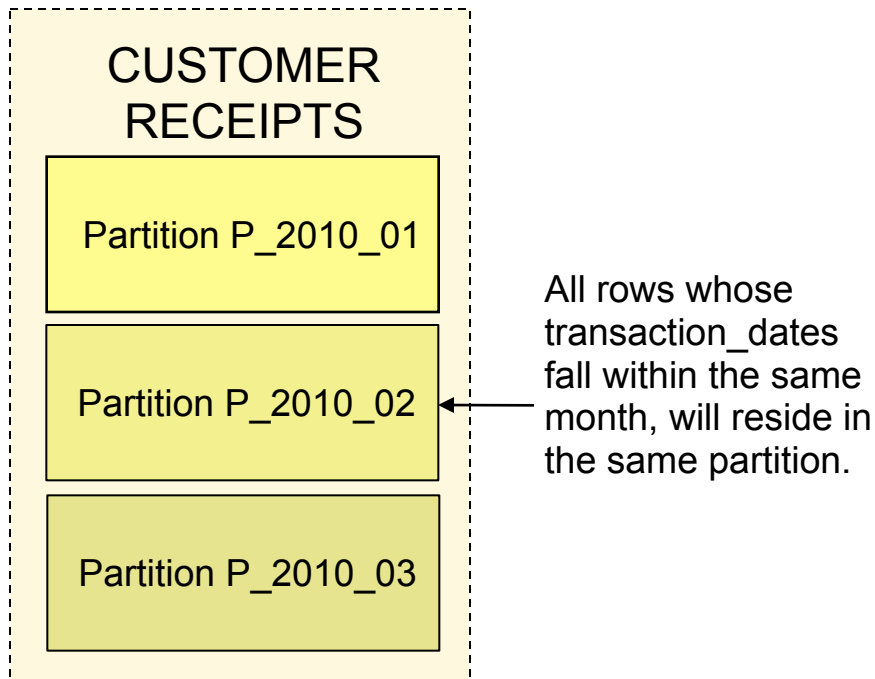 CUSTOMER
RECEIPTS
Partition P_2010_01
Partition P_2010_02
Partition P_2010_03
All rows whose
transaction_dates
fall within the same
month, will reside in
the same partition.